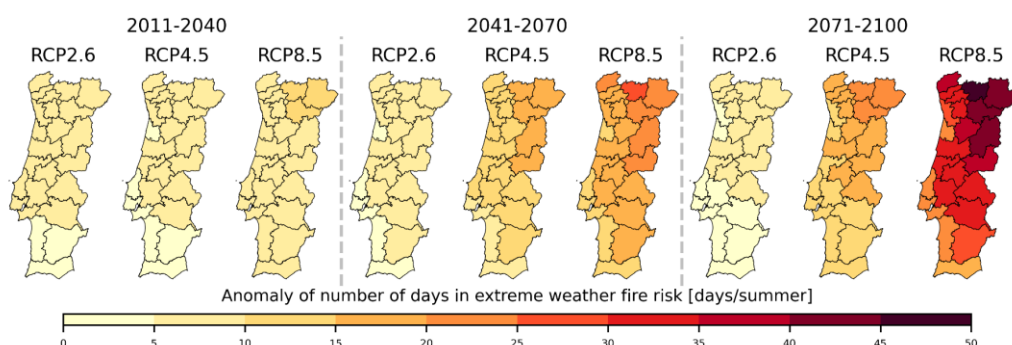 2011-2040 2041-2070 2071-2100
RCP2.6 RCP4.5 RCP8.5 RCP2.6 RCP4.5 RCP8.5 RCP2.6 RCP4.5 RCP8.5
Anomaly of number of days in extreme weather fire risk [days/summer]
0 5 10 15 20 25 30 35 40 45 50